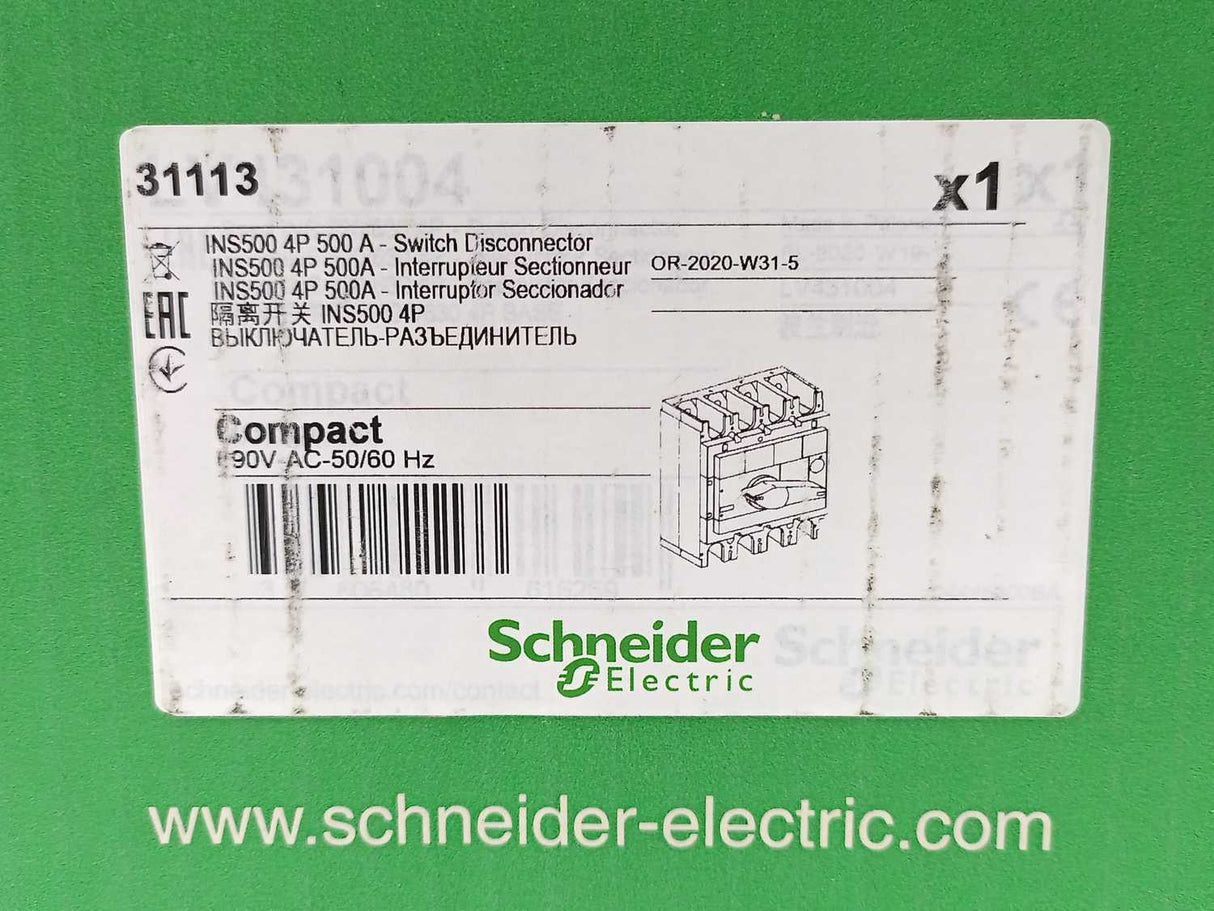 31113 x1
INS500 4P 500 A - Switch Disconnector
INS500 4P 500A - Interrupteur Sectionneur OR-2020-W31-5
INS500 4P 500A - Interruptor Seccionador
EAC
隔离开关 INS500 4P
ВЫКЛЮЧАТЕЛЬ-РАЗЪЕДИНИТЕЛЬ
Compact
AC-50/60 Hz
Schneider
Electric
www.schneider-electric.com